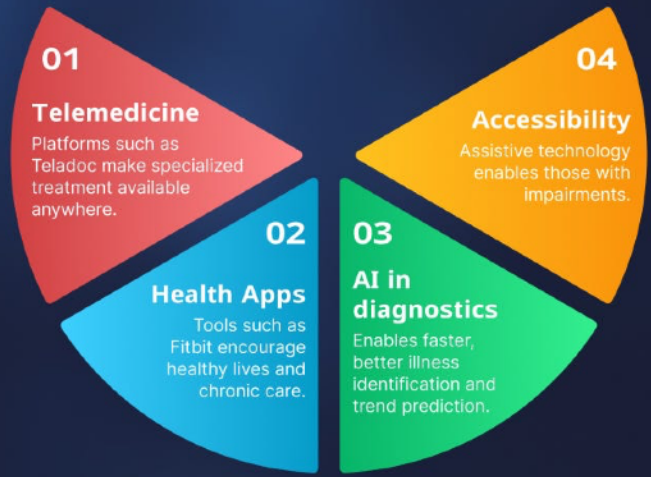 01
Telemedicine
Platforms such as
Teladoc make specialized
treatment available
anywhere.
02
Health Apps
Tools such as
Fitbit encourage
healthy lives and
chronic care.
03
AI in
diagnostics
Enables faster,
better illness
identification and
trend prediction.
04
Accessibility
Assistive technology
enables those with
impairments.